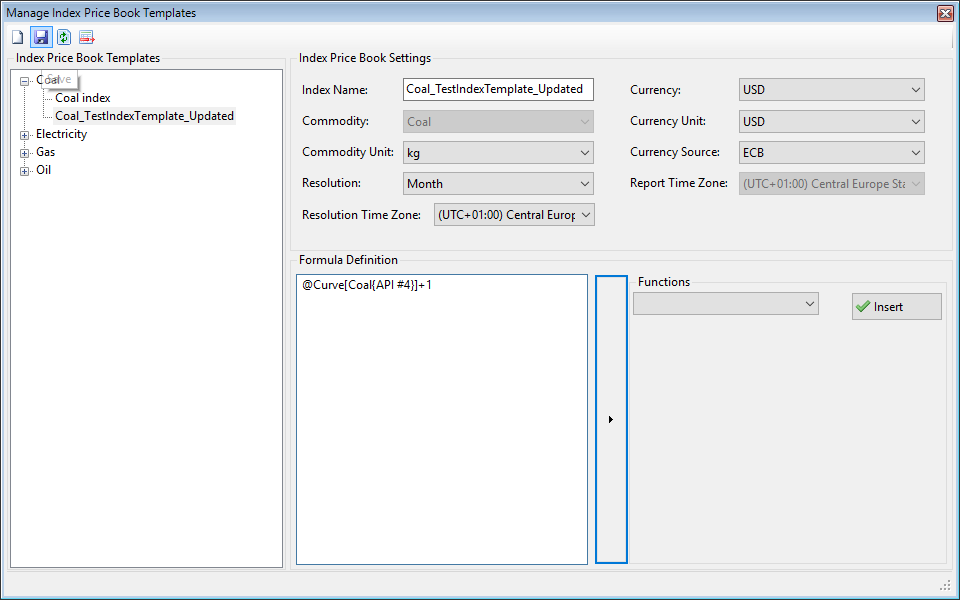 Manage Index Price Book Templates
Index Price Book Templates
Coal
Save
Coal index
Coal_TestIndexTemplate_Updated
Electricity
Gas
Oil
Index Price Book Settings
Index Name: Coal_TestIndexTemplate_Updated
Currency: USD
Commodity: Coal
Currency Unit: USD
Commodity Unit: kg
Currency Source: ECB
Resolution: Month
Report Time Zone: (UTC+01:00) Central Europe Sta
Resolution Time Zone: (UTC+01:00) Central Europ
Formula Definition
@Curve[Coal{API #4}]+1
Functions
Insert